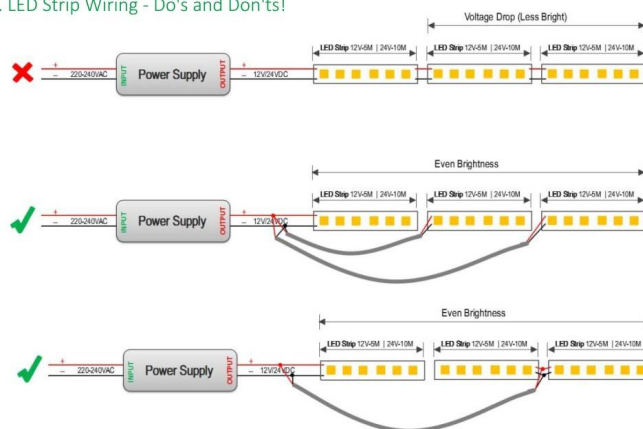 . LED Strip Wiring - Do's and Don'ts!
Voltage Drop (Less Bright)
LED Strip 12V-5M | 24V-10M
LED Strip 12V-5M | 24V-10M
LED Strip 12V-5M | 24V-10M
+
– 220-240VAC
INPUT
Power Supply
OUTPUT
+
– 12V/24VDC
Even Brightness
LED Strip 12V-5M | 24V-10M
LED Strip 12V-5M | 24V-10M
LED Strip 12V-5M | 24V-10M
+
– 220-240VAC
INPUT
Power Supply
OUTPUT
+
– 12V/24VDC
Even Brightness
LED Strip 12V-5M | 24V-10M
LED Strip 12V-5M | 24V-10M
LED Strip 12V-5M | 24V-10M
+
– 220-240VAC
INPUT
Power Supply
OUTPUT
+
– 12V/24VDC